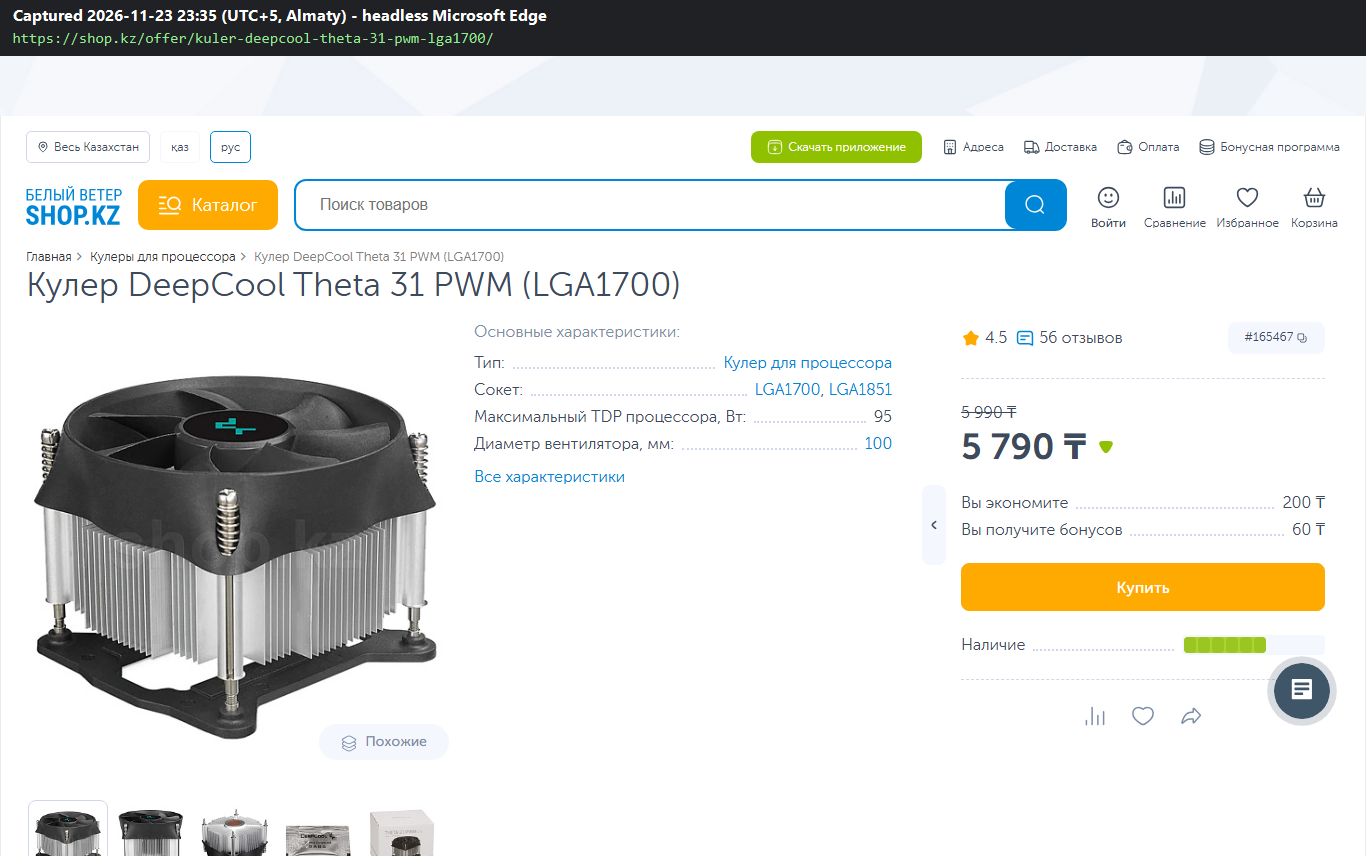 Captured 2026-11-23 23:35 (UTC+5, Almaty) - headless Microsoft Edge
https://shop.kz/offer/kuler-deepcool-theta-31-pwm-lga1700/
Весь Казахстан
қаз
рус
Скачать приложение
Адреса
Доставка
Оплата
Бонусная программа
БЕЛЫЙ ВЕТЕР
SHOP.KZ
Каталог
Поиск товаров
Войти
Сравнение
Избранное
Корзина
Главная > Кулеры для процессора > Кулер DeepCool Theta 31 PWM (LGA1700)
Кулер DeepCool Theta 31 PWM (LGA1700)
shop.kz
Похожие
Основные характеристики:
Тип: Кулер для процессора
Сокет: LGA1700, LGA1851
Максимальный TDP процессора, Вт: 95
Диаметр вентилятора, мм: 100
Все характеристики
4.5 56 отзывов
#165467
5 990 ₸
5 790 ₸
Вы экономите 200 ₸
Вы получите бонусов 60 ₸
Купить
Наличие
DEEPCOOL